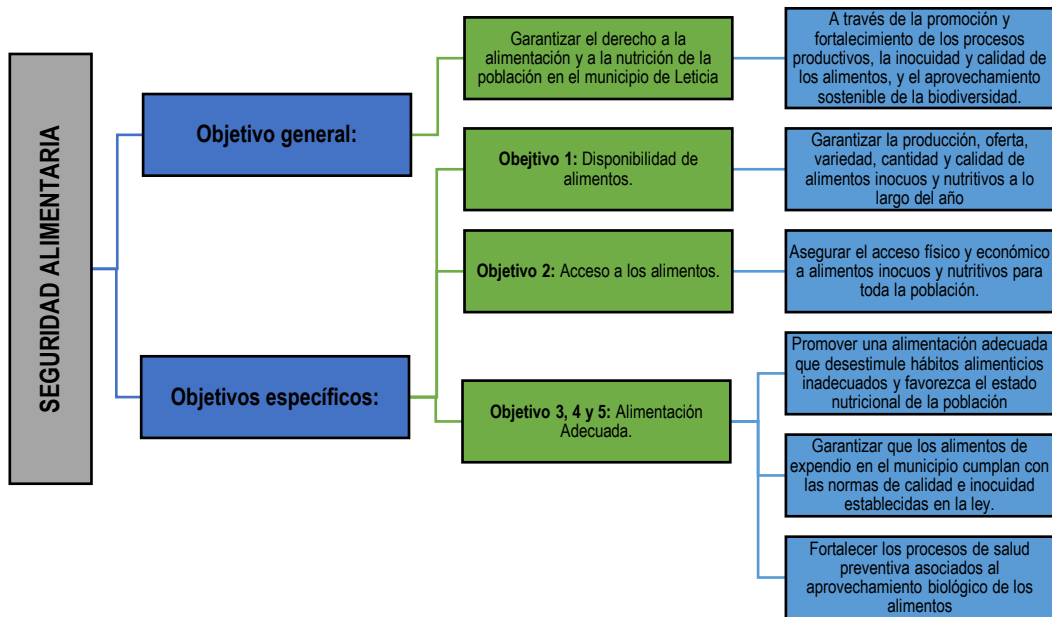 SEGURIDAD ALIMENTARIA
Objetivo general:
Garantizar el derecho a la
alimentación y a la nutrición de la
población en el municipio de Leticia
A través de la promoción y
fortalecimiento de los procesos
productivos, la inocuidad y calidad de
los alimentos, y el aprovechamiento
sostenible de la biodiversidad.
Objetivos específicos:
Obejtivo 1: Disponibilidad de
alimentos.
Garantizar la producción, oferta,
variedad, cantidad y calidad de
alimentos inocuos y nutritivos a lo
largo del año
Objetivo 2: Acceso a los alimentos.
Asegurar el acceso físico y económico
a alimentos inocuos y nutritivos para
toda la población.
Objetivo 3, 4 y 5: Alimentación
Adecuada.
Promover una alimentación adecuada
que desestimule hábitos alimenticios
inadecuados y favorezca el estado
nutricional de la población
Garantizar que los alimentos de
expendio en el municipio cumplan con
las normas de calidad e inocuidad
establecidas en la ley.
Fortalecer los procesos de salud
preventiva asociados al
aprovechamiento biológico de los
alimentos